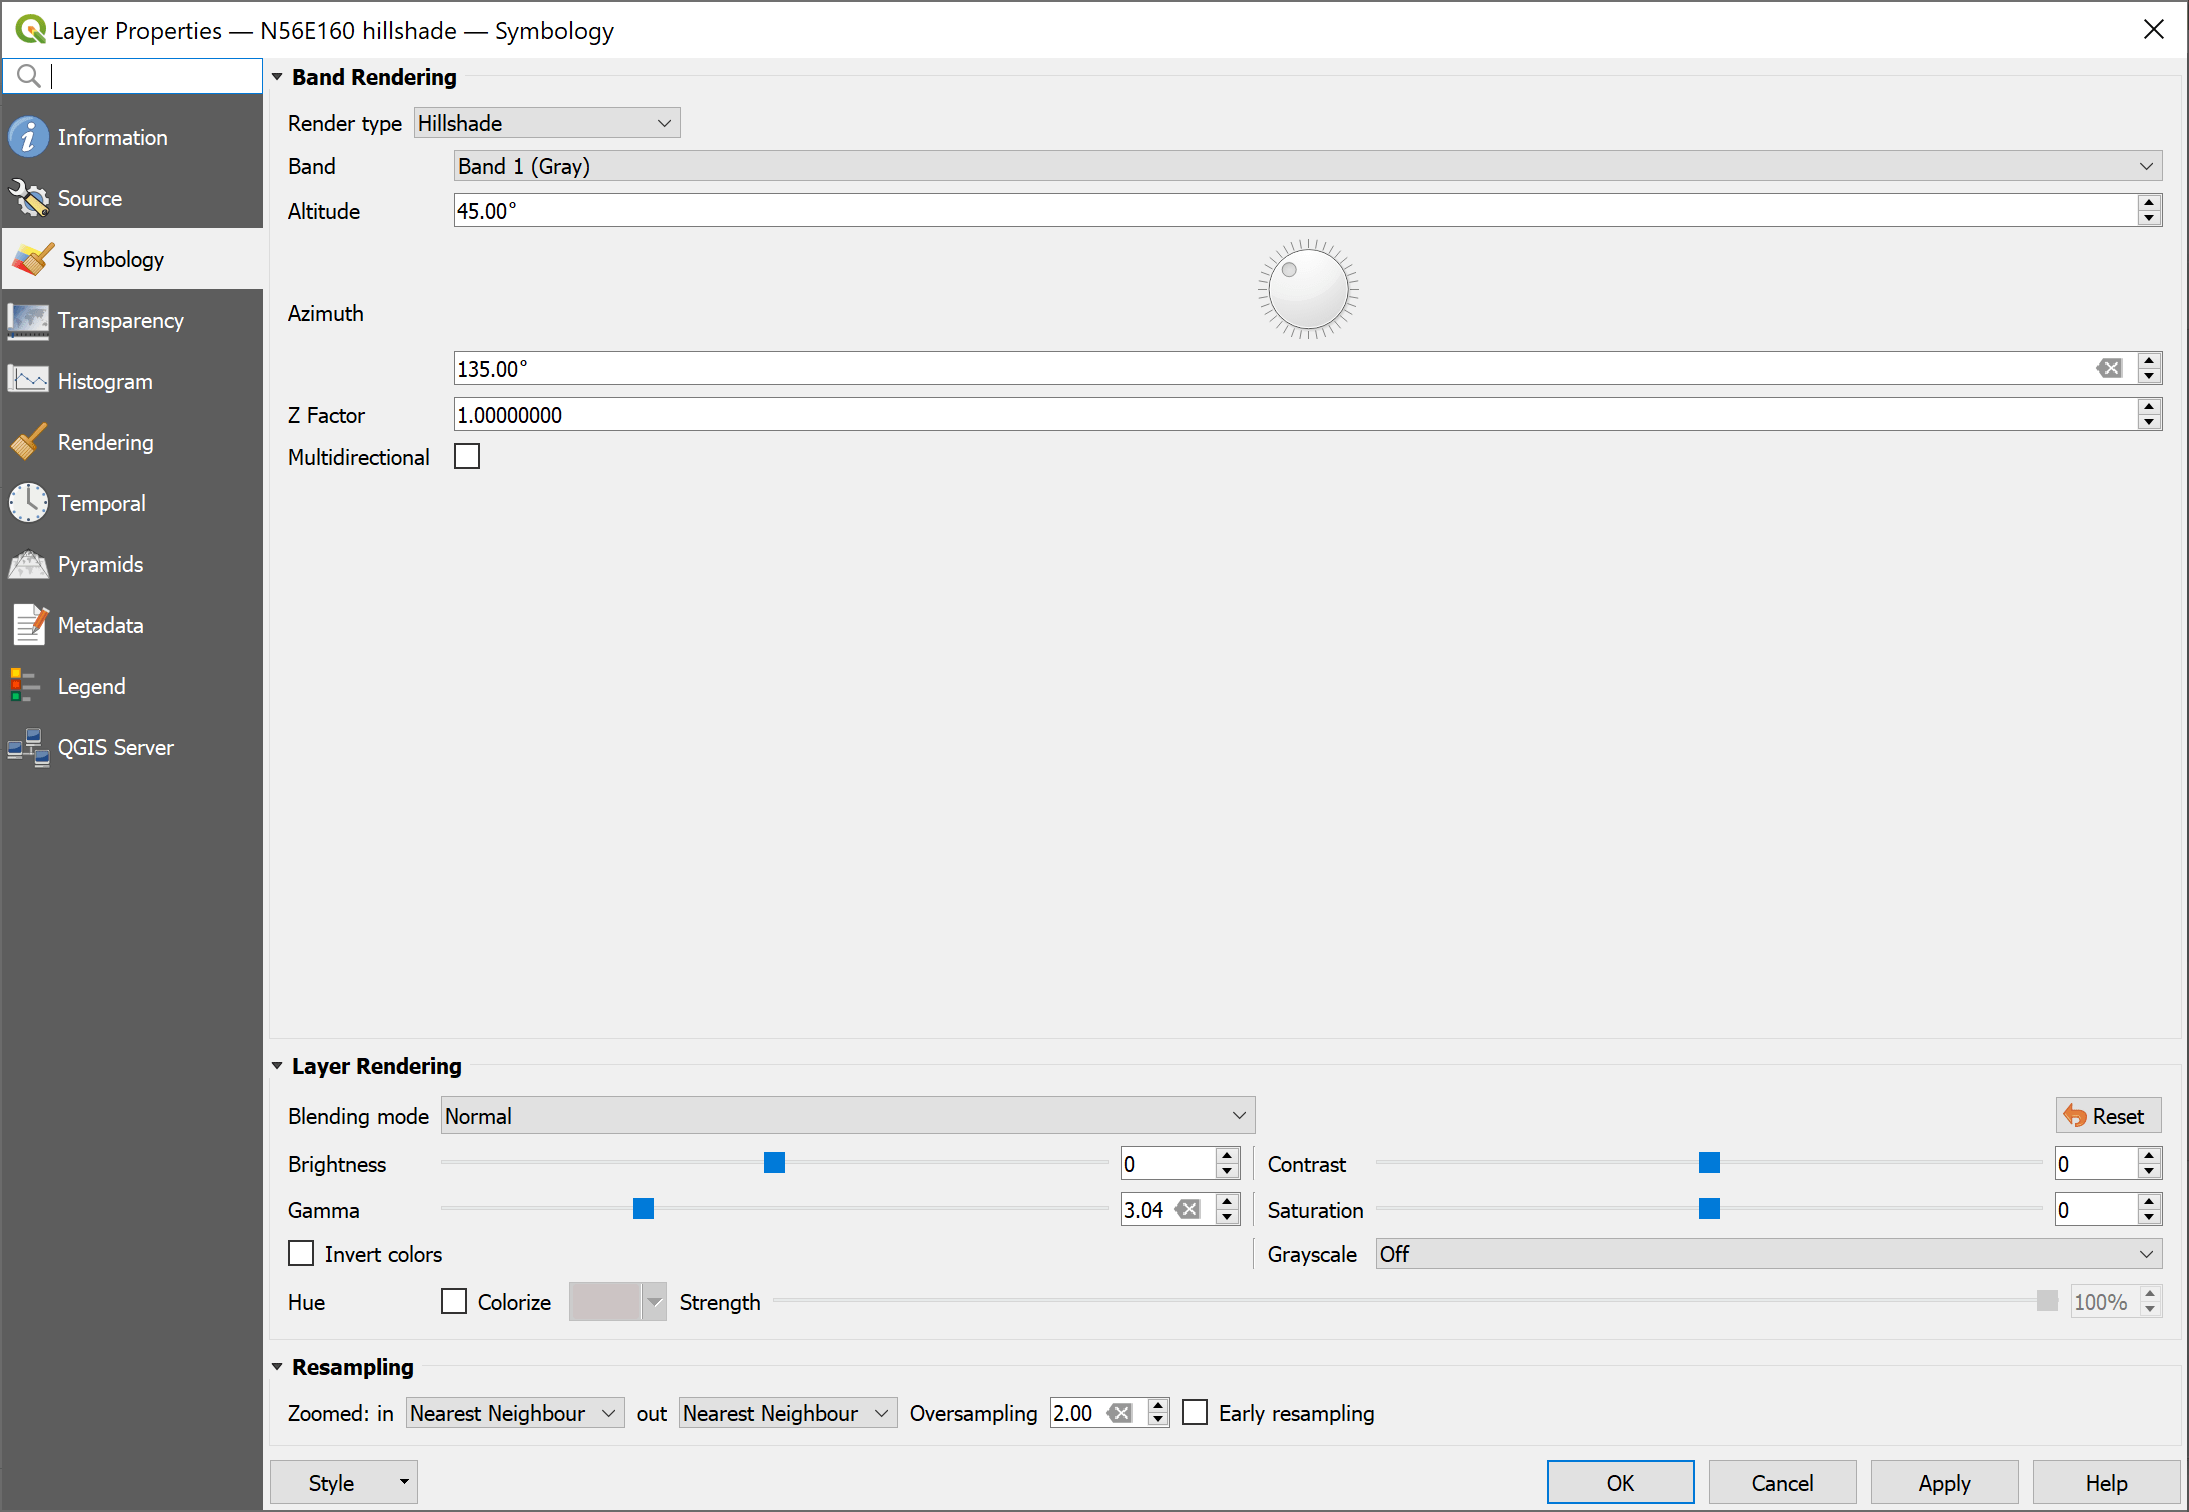 Layer Properties — N56E160 hillshade — Symbology
Information
Source
Symbology
Transparency
Histogram
Rendering
Temporal
Pyramids
Metadata
Legend
QGIS Server
Band Rendering
Render type Hillshade
Band Band 1 (Gray)
Altitude 45.00°
Azimuth
135.00°
Z Factor 1.00000000
Multidirectional
Layer Rendering
Blending mode Normal Reset
Brightness 0 Contrast 0
Gamma 3.04 Saturation 0
Invert colors Grayscale Off
Hue Colorize Strength 100%
Resampling
Zoomed: in Nearest Neighbour out Nearest Neighbour Oversampling 2.00 Early resampling
Style OK Cancel Apply Help